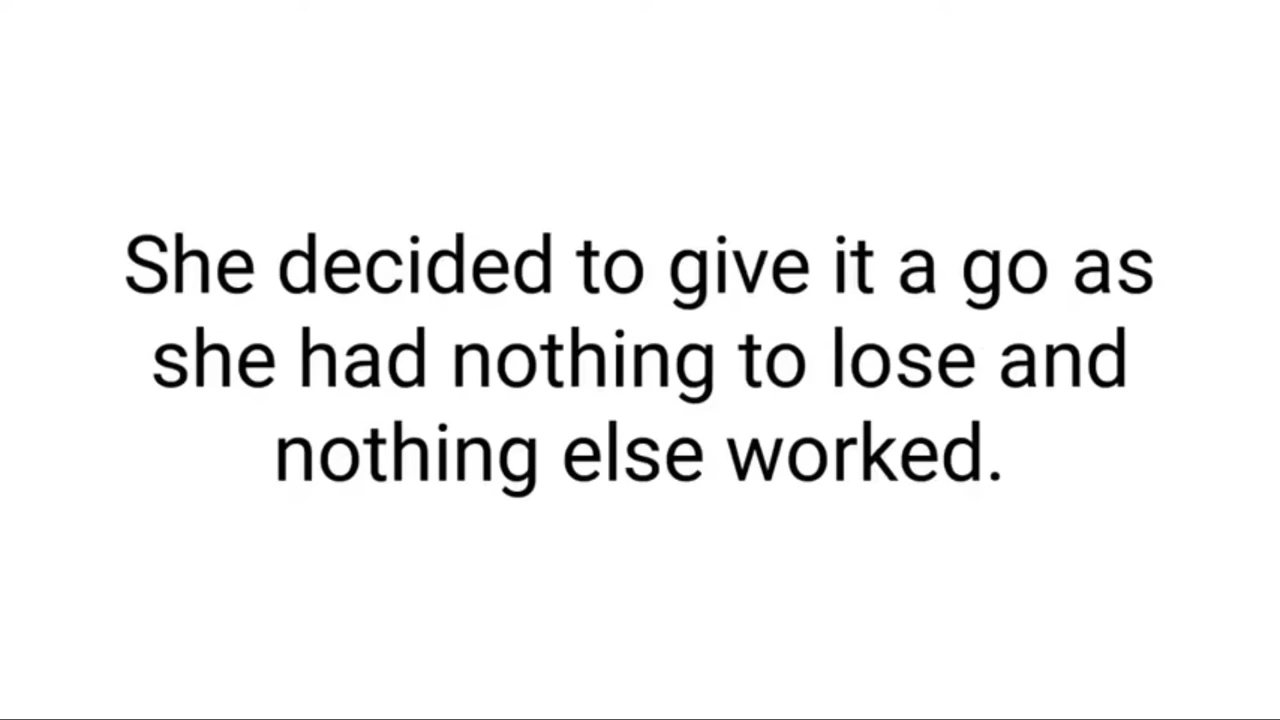 She decided to give it a go as
she had nothing to lose and
nothing else worked.